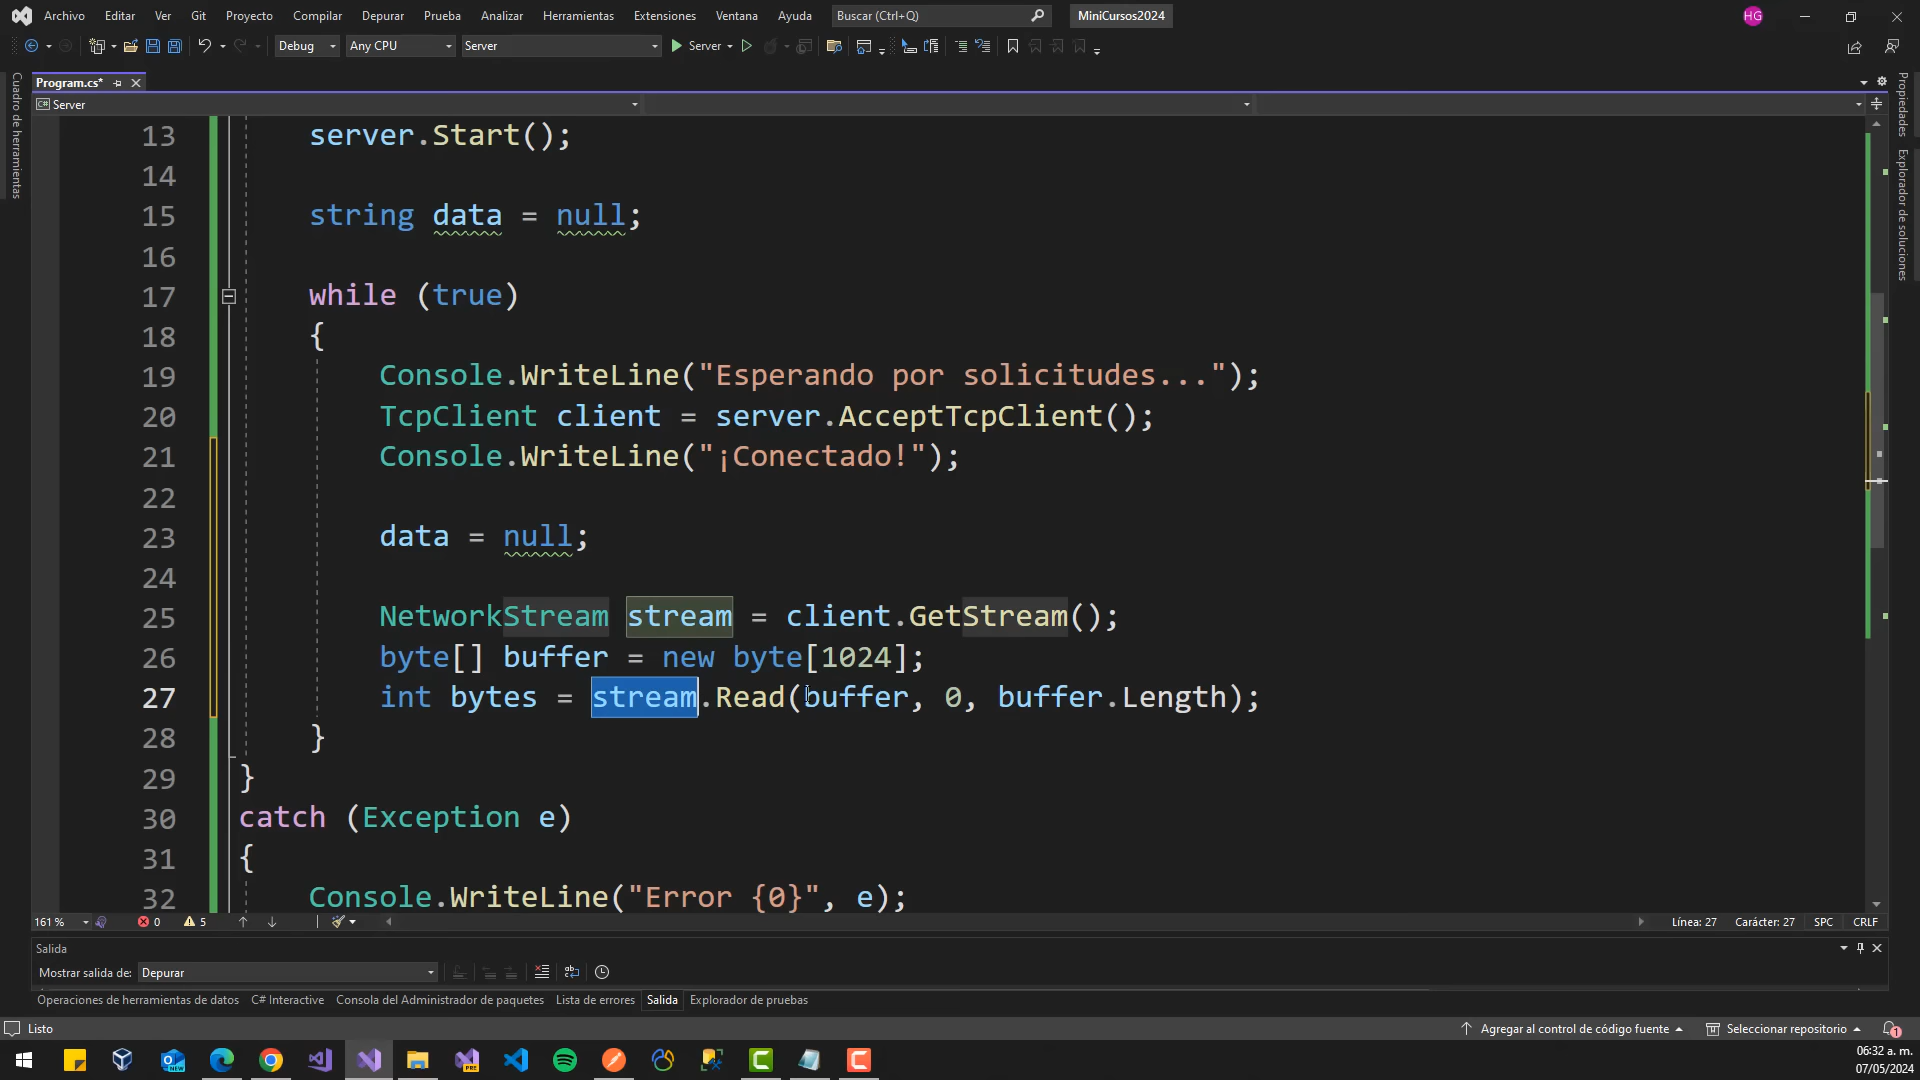 Archivo Editar Ver Git Proyecto Compilar Depurar Prueba Analizar Herramientas Extensiones Ventana Ayuda Buscar (Ctrl+Q) MiniCursos2024 HG
Debug Any CPU Server Server
Program.cs*
C# Server
Cuadro de herramientas
Propiedades
Explorador de soluciones
13 server.Start();
14
15 string data = null;
16
17 while (true)
18 {
19 Console.WriteLine("Esperando por solicitudes...");
20 TcpClient client = server.AcceptTcpClient();
21 Console.WriteLine("¡Conectado!");
22
23 data = null;
24
25 NetworkStream stream = client.GetStream();
26 byte[] buffer = new byte[1024];
27 int bytes = stream.Read(buffer, 0, buffer.Length);
28 }
29 }
30 catch (Exception e)
31 {
32 Console.WriteLine("Error {0}", e);
161 % 0 5 Línea: 27 Carácter: 27 SPC CRLF
Salida
Mostrar salida de: Depurar
Operaciones de herramientas de datos C# Interactive Consola del Administrador de paquetes Lista de errores Salida Explorador de pruebas
Listo Agregar al control de código fuente Seleccionar repositorio 1
NEW PRE 06:32 a. m.
07/05/2024